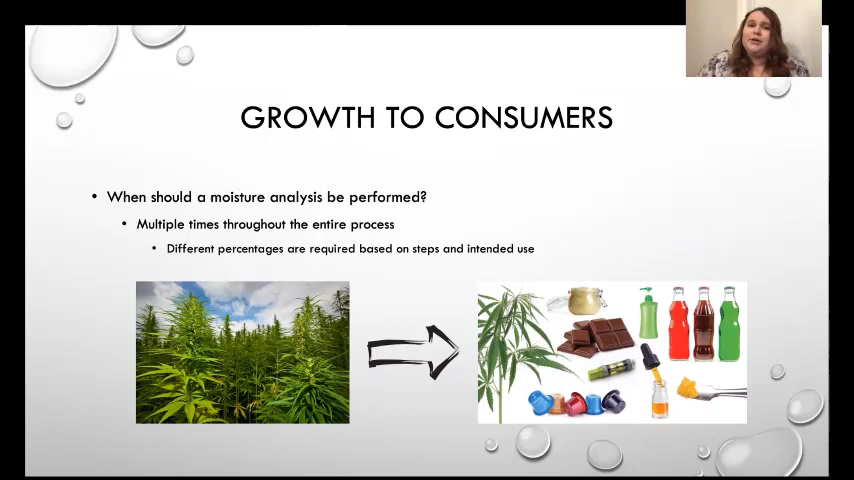 GROWTH TO CONSUMERS
• When should a moisture analysis be performed?
• Multiple times throughout the entire process
• Different percentages are required based on steps and intended use